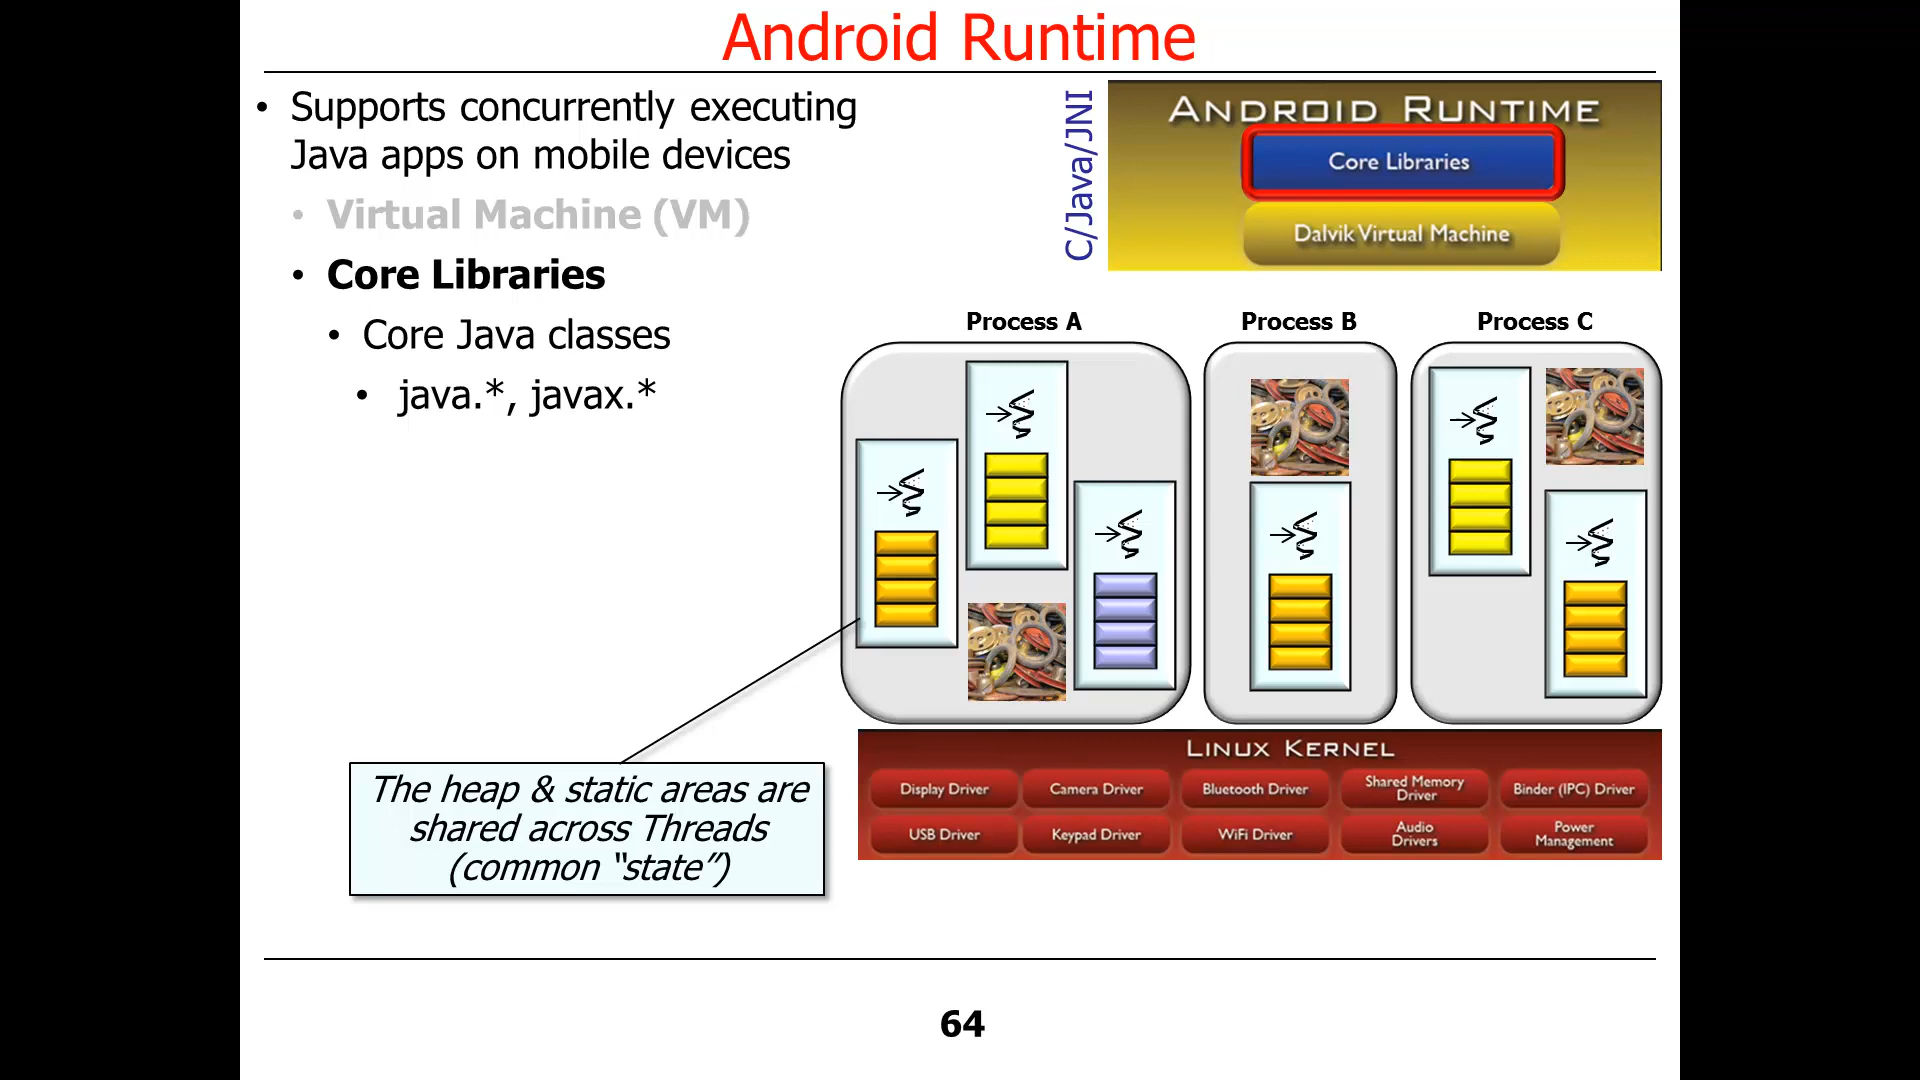 Android Runtime
• Supports concurrently executing
Java apps on mobile devices
• Virtual Machine (VM)
• Core Libraries
• Core Java classes
• java.*, javax.*
C/Java/JNI
ANDROID RUNTIME
Core Libraries
Dalvik Virtual Machine
Process A
Process B
Process C
The heap & static areas are
shared across Threads
(common “state”)
LINUX KERNEL
Display Driver
Camera Driver
Bluetooth Driver
Shared Memory
Driver
Binder (IPC) Driver
USB Driver
Keypad Driver
WiFi Driver
Audio
Drivers
Power
Management
64